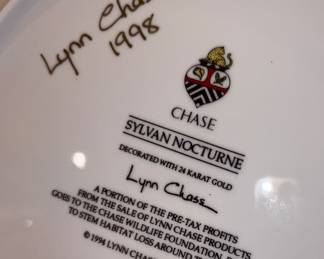 Lynn Chase
1998
CHASE
SYLVAN NOCTURNE
DECORATED WITH 24 KARAT GOLD
Lynn Chase
A PORTION OF THE PRE-TAX PROFITS
FROM THE SALE OF LYNN CHASE PRODUCTS
GOES TO THE CHASE WILDLIFE FOUNDATION,
TO STEM HABITAT LOSS AROUND
© 1994 LYNN CHASE